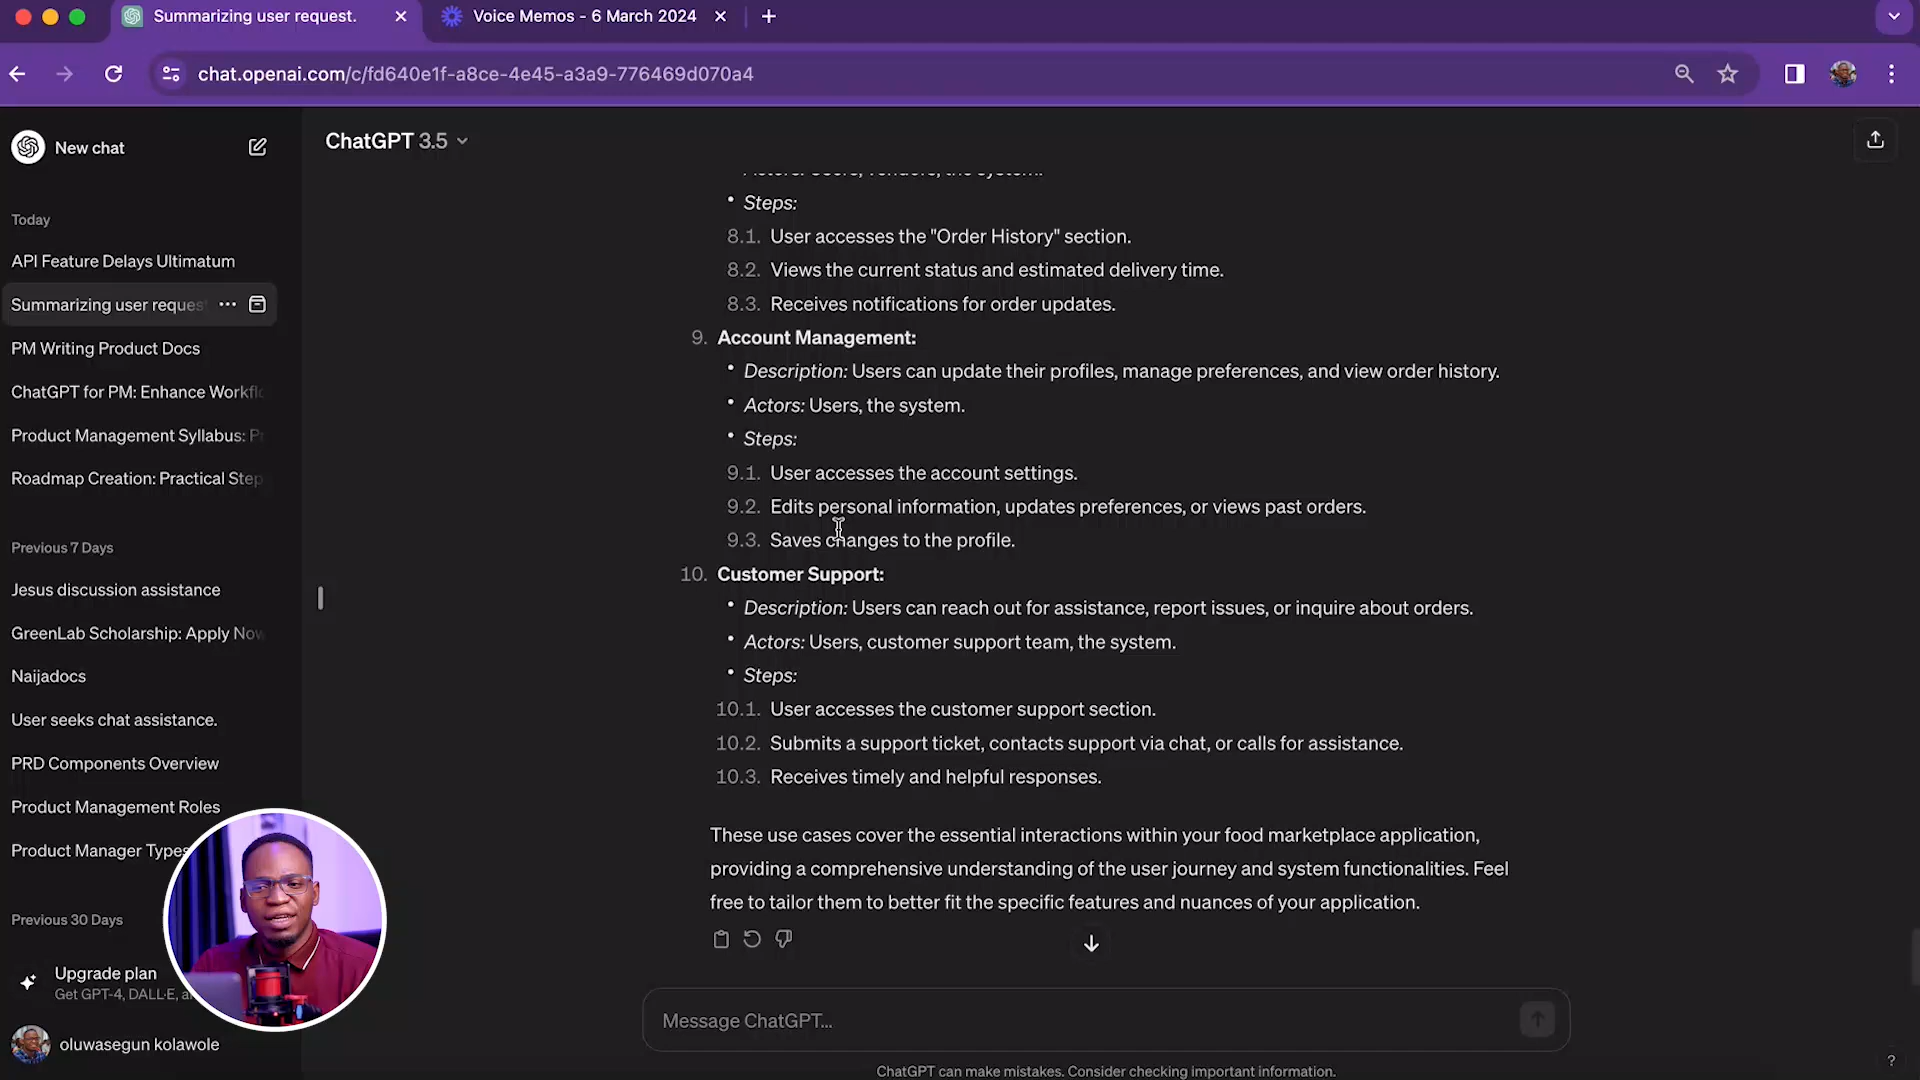 Summarizing user request.
Voice Memos - 6 March 2024
chat.openai.com/c/fd640e1f-a8ce-4e45-a3a9-776469d070a4
New chat
Today
API Feature Delays Ultimatum
Summarizing user reques
PM Writing Product Docs
ChatGPT for PM: Enhance Workfl
Product Management Syllabus: P
Roadmap Creation: Practical Step
Previous 7 Days
Jesus discussion assistance
GreenLab Scholarship: Apply Now
Naijadocs
User seeks chat assistance.
PRD Components Overview
Product Management Roles
Product Manager Types
Previous 30 Days
Upgrade plan
Get GPT-4, DALL·E, a
oluwasegun kolawole
ChatGPT 3.5
Actors: Users, vendors, the system.
• Steps:
8.1. User accesses the "Order History" section.
8.2. Views the current status and estimated delivery time.
8.3. Receives notifications for order updates.
9. Account Management:
• Description: Users can update their profiles, manage preferences, and view order history.
• Actors: Users, the system.
• Steps:
9.1. User accesses the account settings.
9.2. Edits personal information, updates preferences, or views past orders.
9.3. Saves changes to the profile.
10. Customer Support:
• Description: Users can reach out for assistance, report issues, or inquire about orders.
• Actors: Users, customer support team, the system.
• Steps:
10.1. User accesses the customer support section.
10.2. Submits a support ticket, contacts support via chat, or calls for assistance.
10.3. Receives timely and helpful responses.
These use cases cover the essential interactions within your food marketplace application,
providing a comprehensive understanding of the user journey and system functionalities. Feel
free to tailor them to better fit the specific features and nuances of your application.
Message ChatGPT...
ChatGPT can make mistakes. Consider checking important information.
?